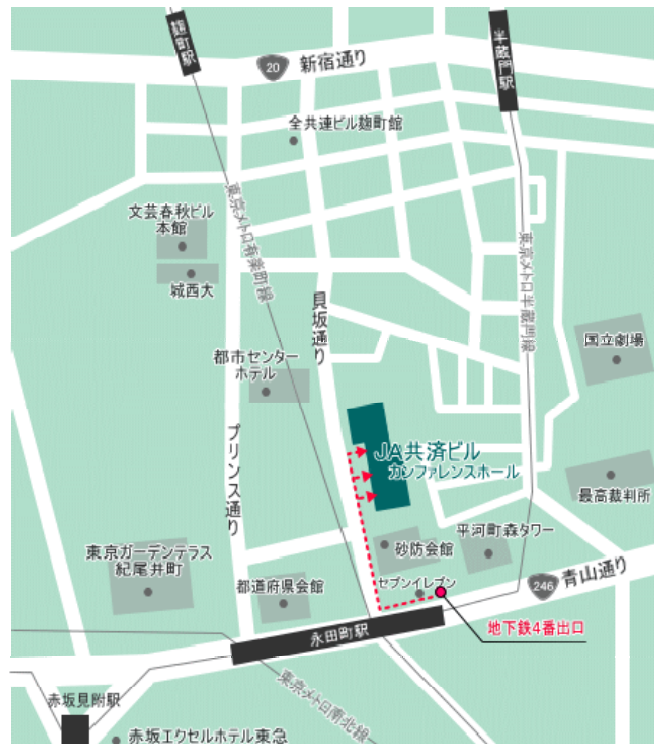 麹町駅
半蔵門駅
20
新宿通り
全共連ビル麹町館
文芸春秋ビル
本館
東京メトロ有楽町線
東京メトロ半蔵門線
城西大
貝坂通り
国立劇場
都市センター
ホテル
プリンス通り
JA共済ビル
カンファレンスホール
最高裁判所
平河町森タワー
砂防会館
東京ガーデンテラス
紀尾井町
都道府県会館
セブンイレブン
246
青山通り
地下鉄4番出口
永田町駅
東京メトロ南北線
赤坂見附駅
赤坂エクセルホテル東急